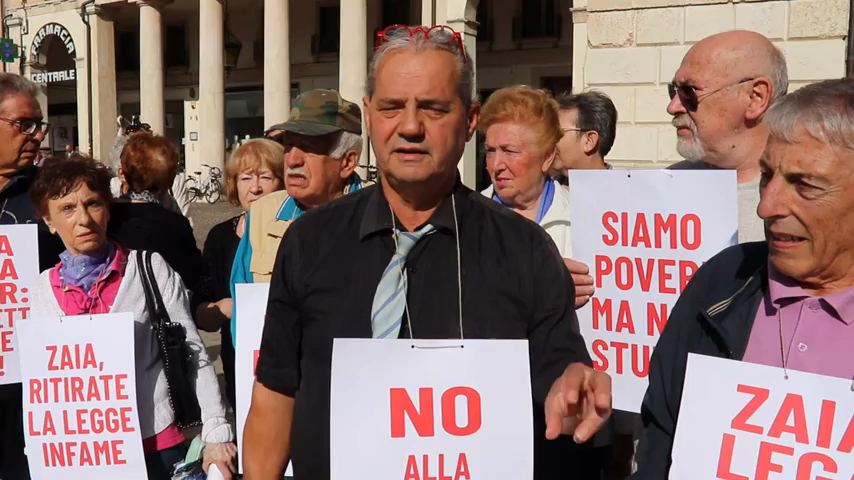 FARMACIA
CENTRALE
ZAIA,
RITIRATE
LA LEGGE
INFAME
NO
ALLA
SIAMO
POVERI
MA
ZAIA